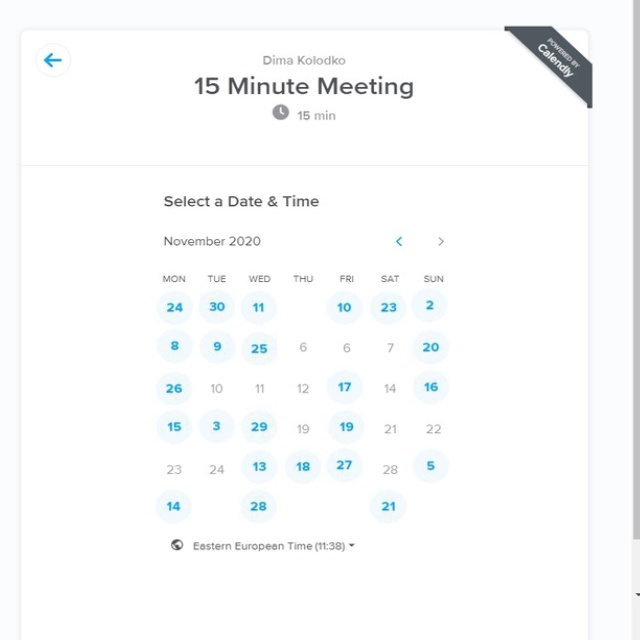 POWERED BY
Calendly
Dima Kolodko
15 Minute Meeting
15 min
Select a Date & Time
November 2020
MON TUE WED THU FRI SAT SUN
24 30 11 10 23 2
8 9 25 6 6 7 20
26 10 11 12 17 14 16
15 3 29 19 19 21 22
23 24 13 18 27 28 5
14 28 21
Eastern European Time (11:38)